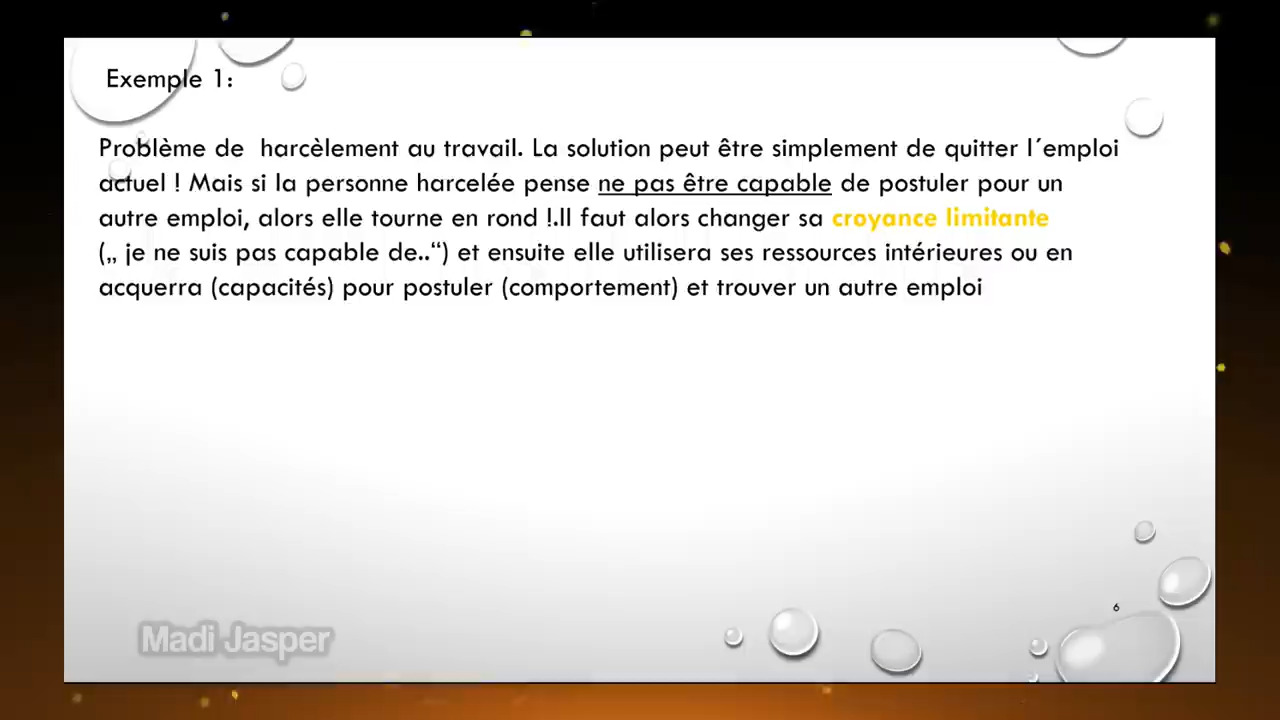 Exemple 1:
Problème de  harcèlement au travail. La solution peut être simplement de quitter l´emploi
actuel ! Mais si la personne harcelée pense ne pas être capable de postuler pour un
autre emploi, alors elle tourne en rond !.Il faut alors changer sa croyance limitante
(„ je ne suis pas capable de..“) et ensuite elle utilisera ses ressources intérieures ou en
acquerra (capacités) pour postuler (comportement) et trouver un autre emploi
6
Madi Jasper